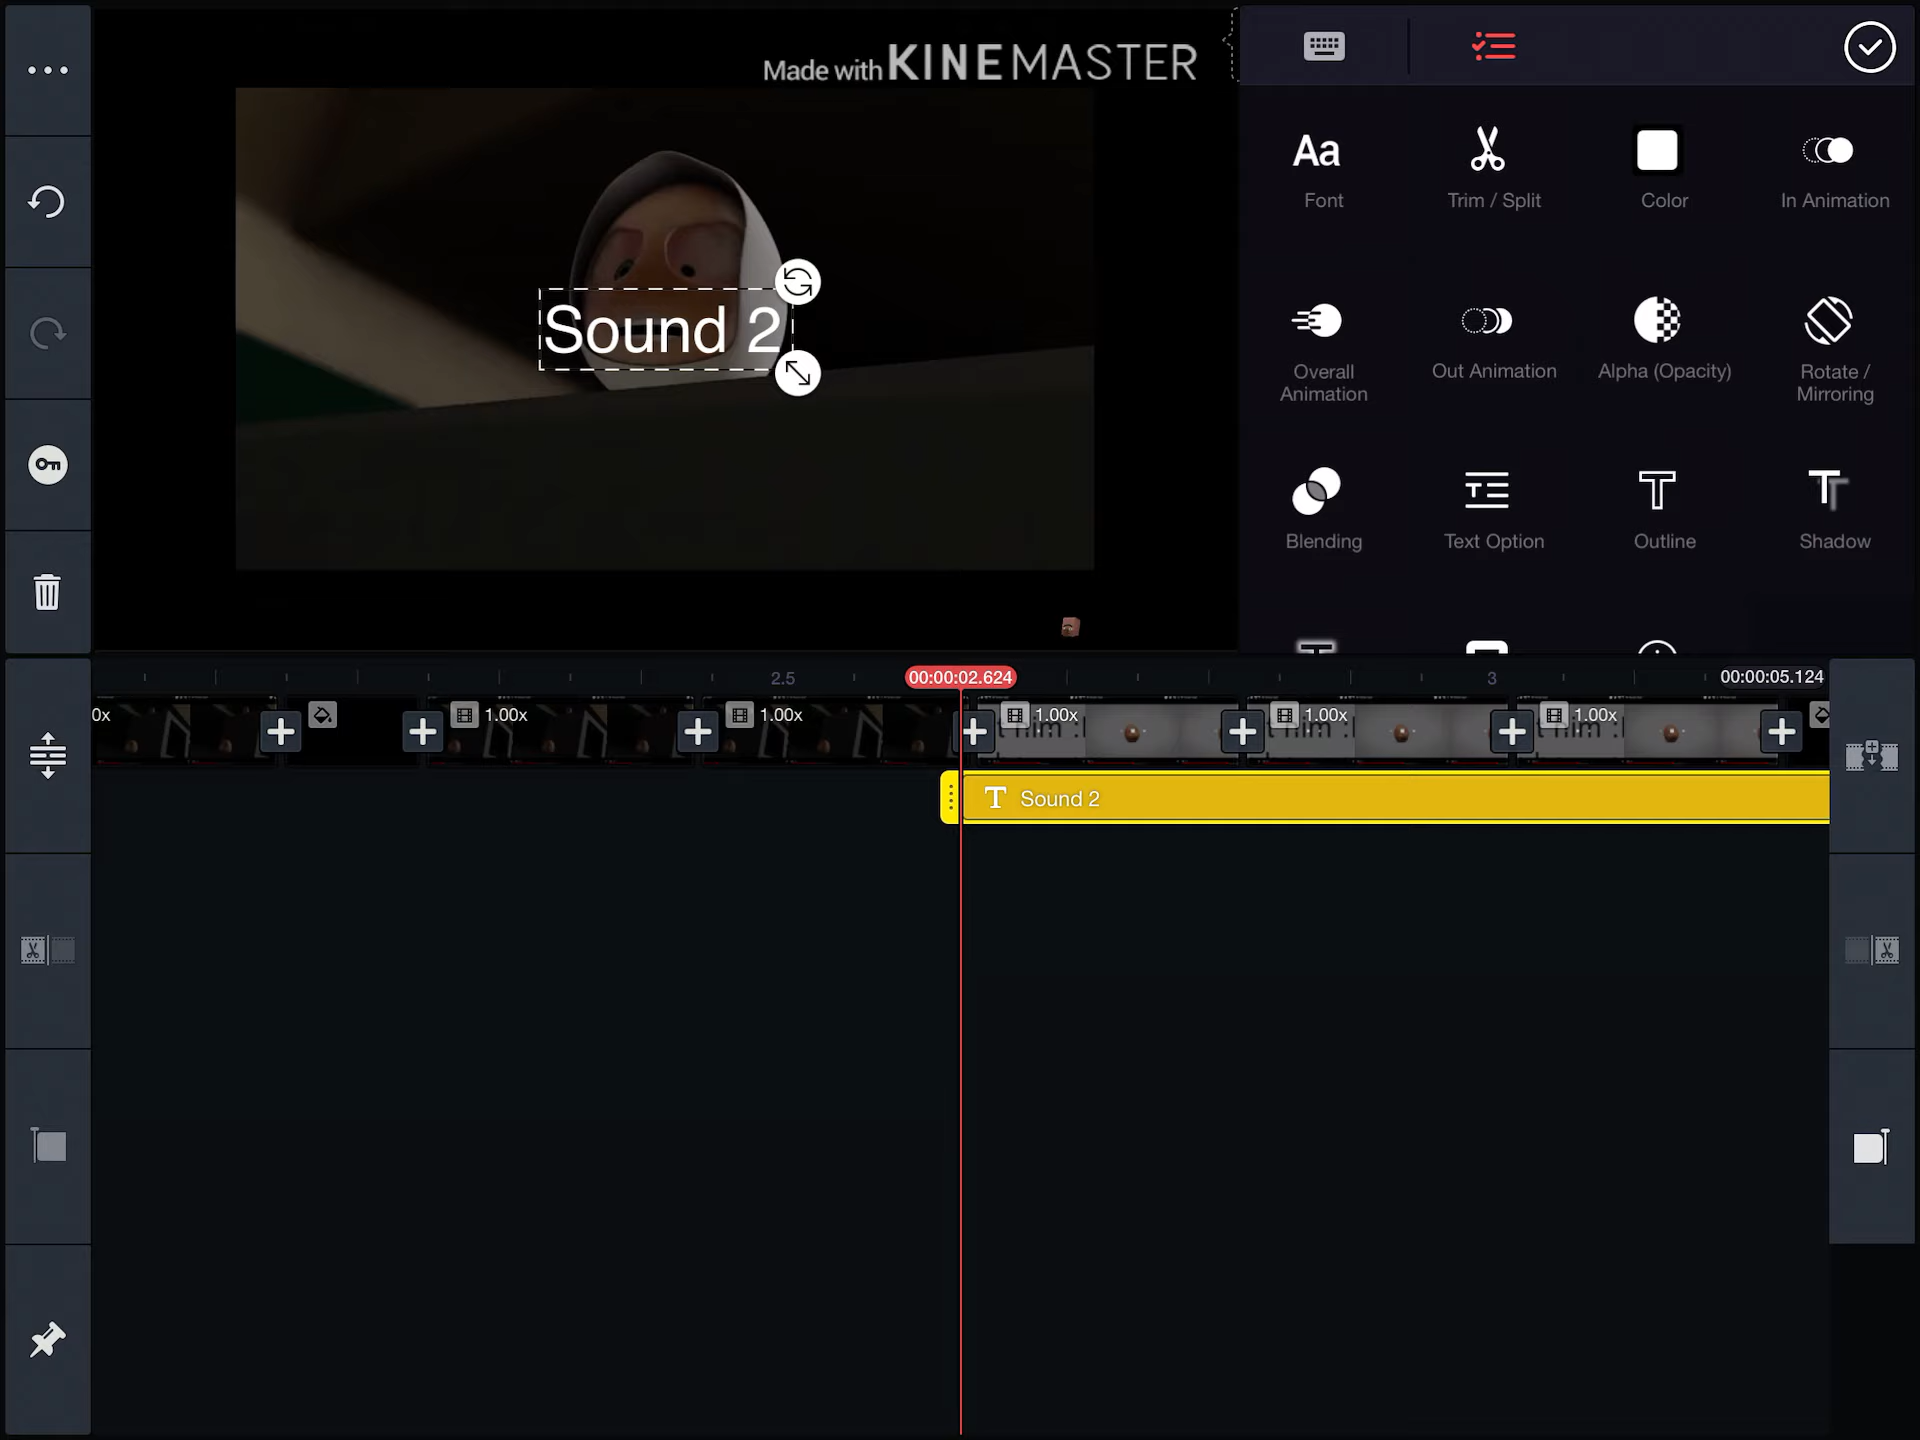 Made with KINEMASTER
Aa
Font
Trim / Split
Color
In Animation
Sound 2
Overall
Animation
Out Animation
Alpha (Opacity)
Rotate /
Mirroring
Blending
Text Option
Outline
Shadow
2.5
00:00:02.624
3
00:00:05.124
0x
1.00x
1.00x
1.00x
1.00x
1.00x
T Sound 2